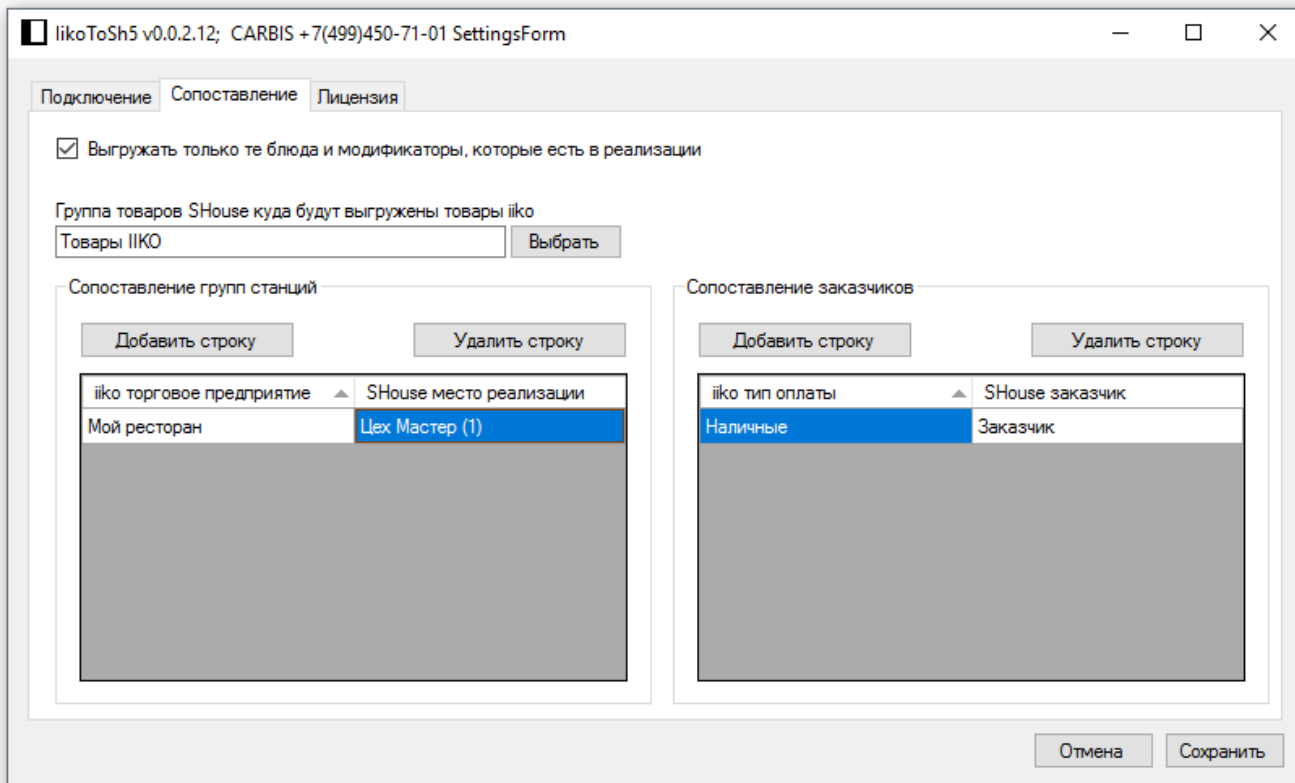 IikoToSh5 v0.0.2.12; CARBIS +7(499)450-71-01 SettingsForm
Подключение Сопоставление Лицензия
Выгружать только те блюда и модификаторы, которые есть в реализации
Группа товаров SHouse куда будут выгружены товары iiko
Товары IIKO Выбрать
Сопоставление групп станций
Добавить строку Удалить строку
iiko торговое предприятие SHouse место реализации
Мой ресторан Цех Мастер (1)
Сопоставление заказчиков
Добавить строку Удалить строку
iiko тип оплаты SHouse заказчик
Наличные Заказчик
Отмена Сохранить